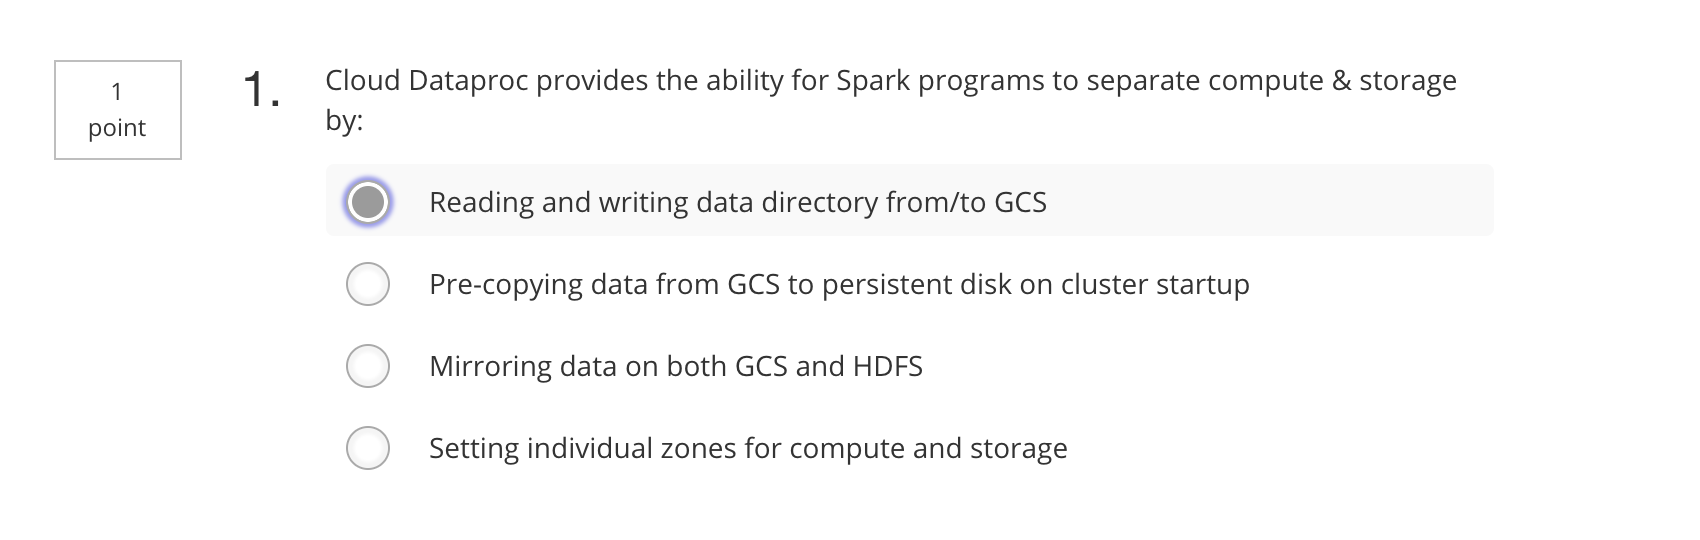 1
point
1.
Cloud Dataproc provides the ability for Spark programs to separate compute & storage
by:
Reading and writing data directory from/to GCS
Pre-copying data from GCS to persistent disk on cluster startup
Mirroring data on both GCS and HDFS
Setting individual zones for compute and storage